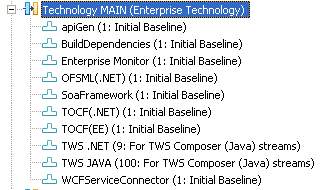 Technology MAIN (Enterprise Technology)
apiGen (1: Initial Baseline)
BuildDependencies (1: Initial Baseline)
Enterprise Monitor (1: Initial Baseline)
OFSML(.NET) (1: Initial Baseline)
SoaFramework (1: Initial Baseline)
TOCF(.NET) (1: Initial Baseline)
TOCF(EE) (1: Initial Baseline)
TWS .NET (9: For TWS Composer (Java) streams)
TWS JAVA (100: For TWS Composer (Java) streams)
WCFServiceConnector (1: Initial Baseline)